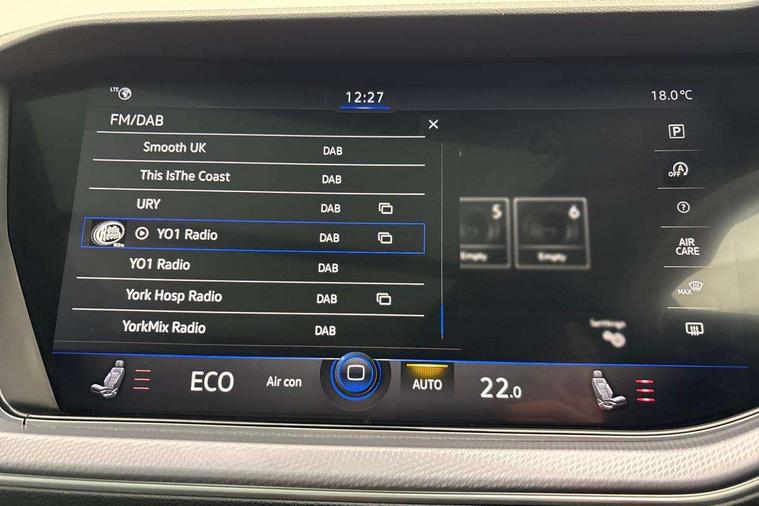 LTE 12:27 18.0°C
FM/DAB
P
Smooth UK DAB
This IsThe Coast DAB
OFF
URY DAB
5 6
YO1 Radio DAB
AIR
CARE
Empty Empty
YO1 Radio DAB
MAX
York Hosp Radio DAB
YorkMix Radio DAB
Settings
ECO Air con AUTO 22.0